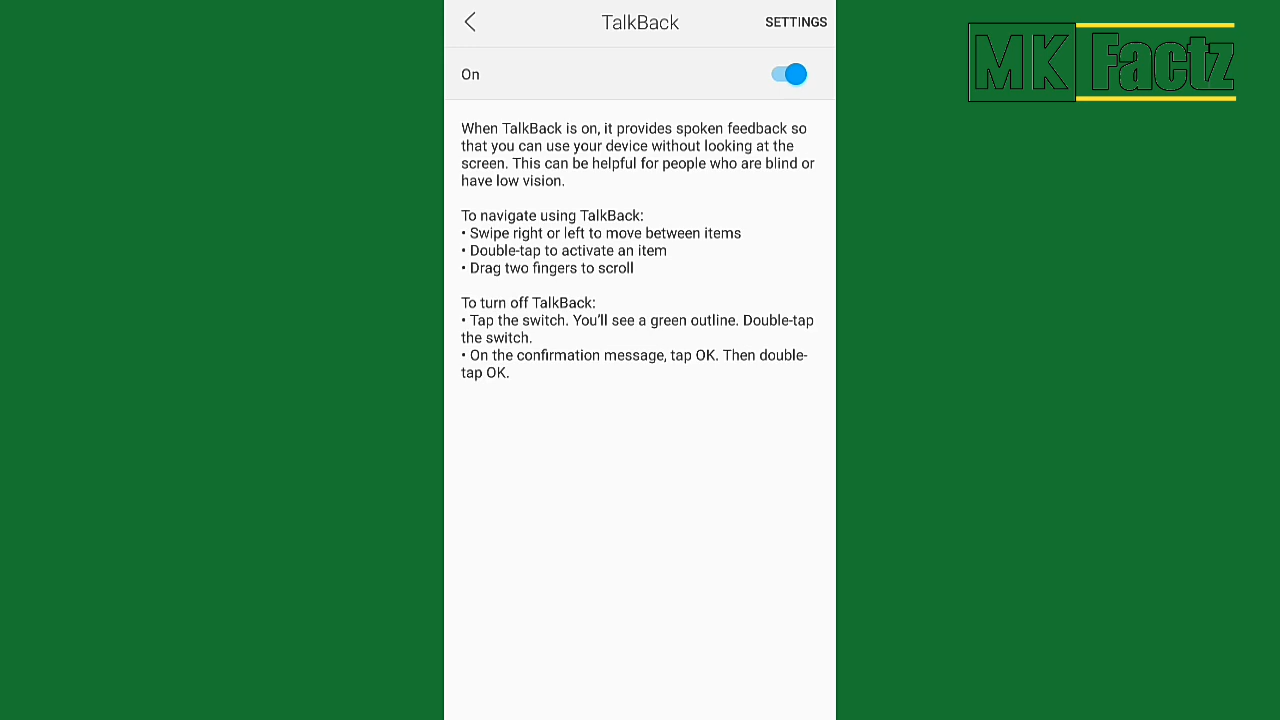 TalkBack
SETTINGS
MK Factz
On
When TalkBack is on, it provides spoken feedback so
that you can use your device without looking at the
screen. This can be helpful for people who are blind or
have low vision.
To navigate using TalkBack:
• Swipe right or left to move between items
• Double-tap to activate an item
• Drag two fingers to scroll
To turn off TalkBack:
• Tap the switch. You’ll see a green outline. Double-tap
the switch.
• On the confirmation message, tap OK. Then double-
tap OK.